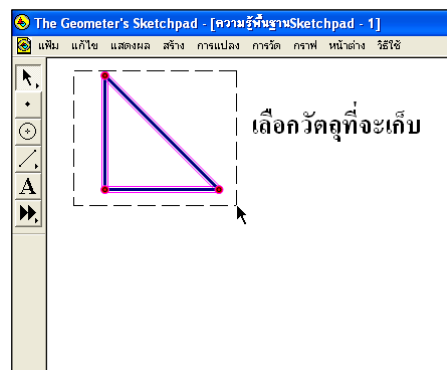 The Geometer's Sketchpad - [ความรู้พื้นฐานSketchpad - 1]
แฟ้ม แก้ไข แสดงผล สร้าง การแปลง การวัด กราฟ หน้าต่าง วิธีใช้
เลือกวัตถุที่จะเก็บ
A